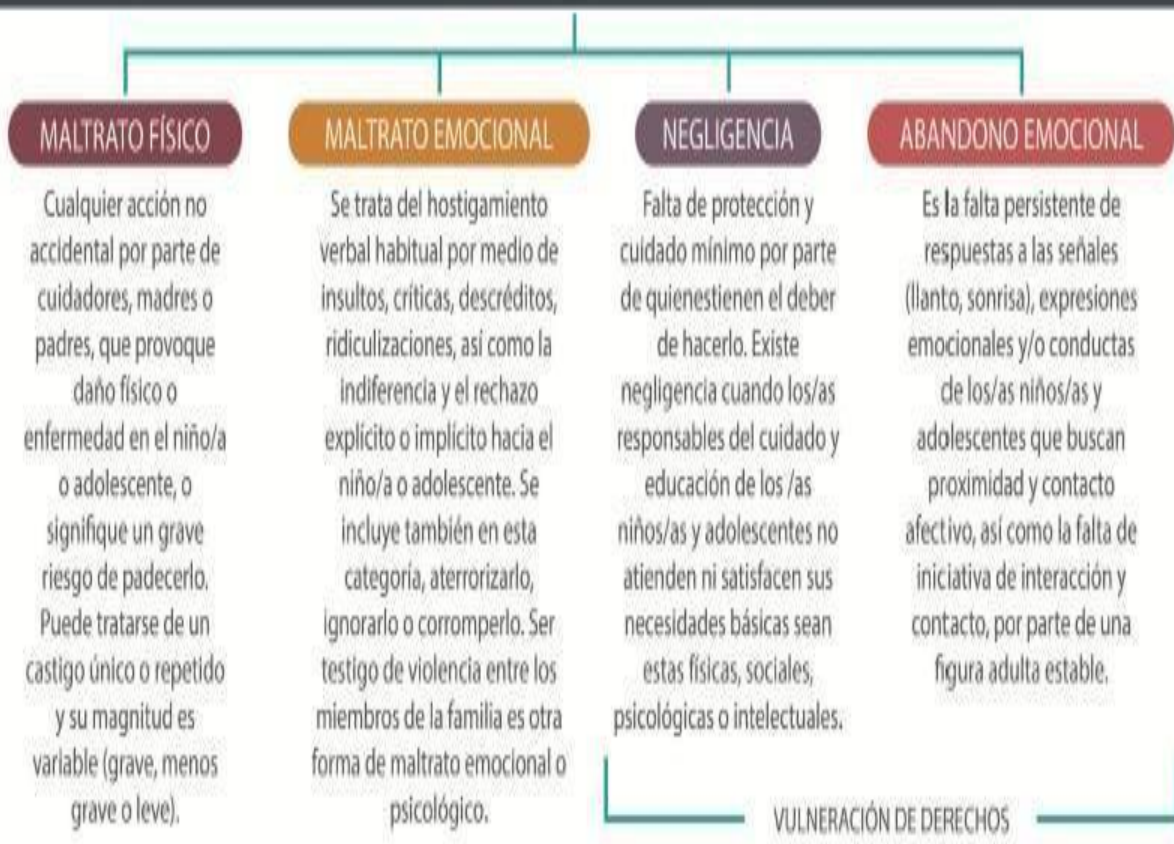 MALTRATO FÍSICO
Cualquier acción no
accidental por parte de
cuidadores, madres o
padres, que provoque
daño físico o
enfermedad en el niño/a
o adolescente, o
signifique un grave
riesgo de padecerlo.
Puede tratarse de un
castigo único o repetido
y su magnitud es
variable (grave, menos
grave o leve).
MALTRATO EMOCIONAL
Se trata del hostigamiento
verbal habitual por medio de
insultos, críticas, descréditos,
ridiculizaciones, así como la
indiferencia y el rechazo
explícito o implícito hacia el
niño/a o adolescente. Se
incluye también en esta
categoría, aterrorizarlo,
ignorarlo o corromperlo. Ser
testigo de violencia entre los
miembros de la familia es otra
forma de maltrato emocional o
psicológico.
NEGLIGENCIA
Falta de protección y
cuidado mínimo por parte
de quienestienen el deber
de hacerlo. Existe
negligencia cuando los/as
responsables del cuidado y
educación de los /as
niños/as y adolescentes no
atienden ni satisfacen sus
necesidades básicas sean
estas físicas, sociales,
psicológicas o intelectuales.
ABANDONO EMOCIONAL
Es la falta persistente de
respuestas a las señales
(llanto, sonrisa), expresiones
emocionales y/o conductas
de los/as niños/as y
adolescentes que buscan
proximidad y contacto
afectivo, así como la falta de
iniciativa de interacción y
contacto, por parte de una
figura adulta estable.
VULNERACIÓN DE DERECHOS